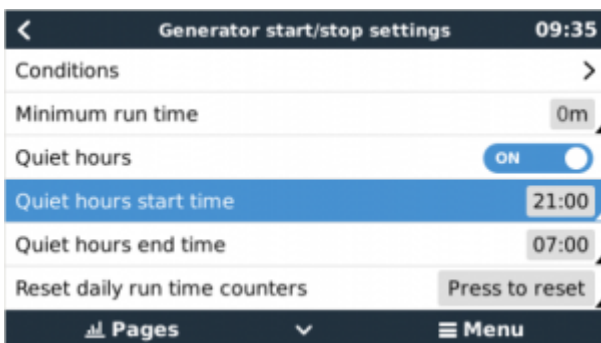 Generator start/stop settings 09:35
Conditions
Minimum run time 0m
Quiet hours ON
Quiet hours start time 21:00
Quiet hours end time 07:00
Reset daily run time counters Press to reset
Pages Menu